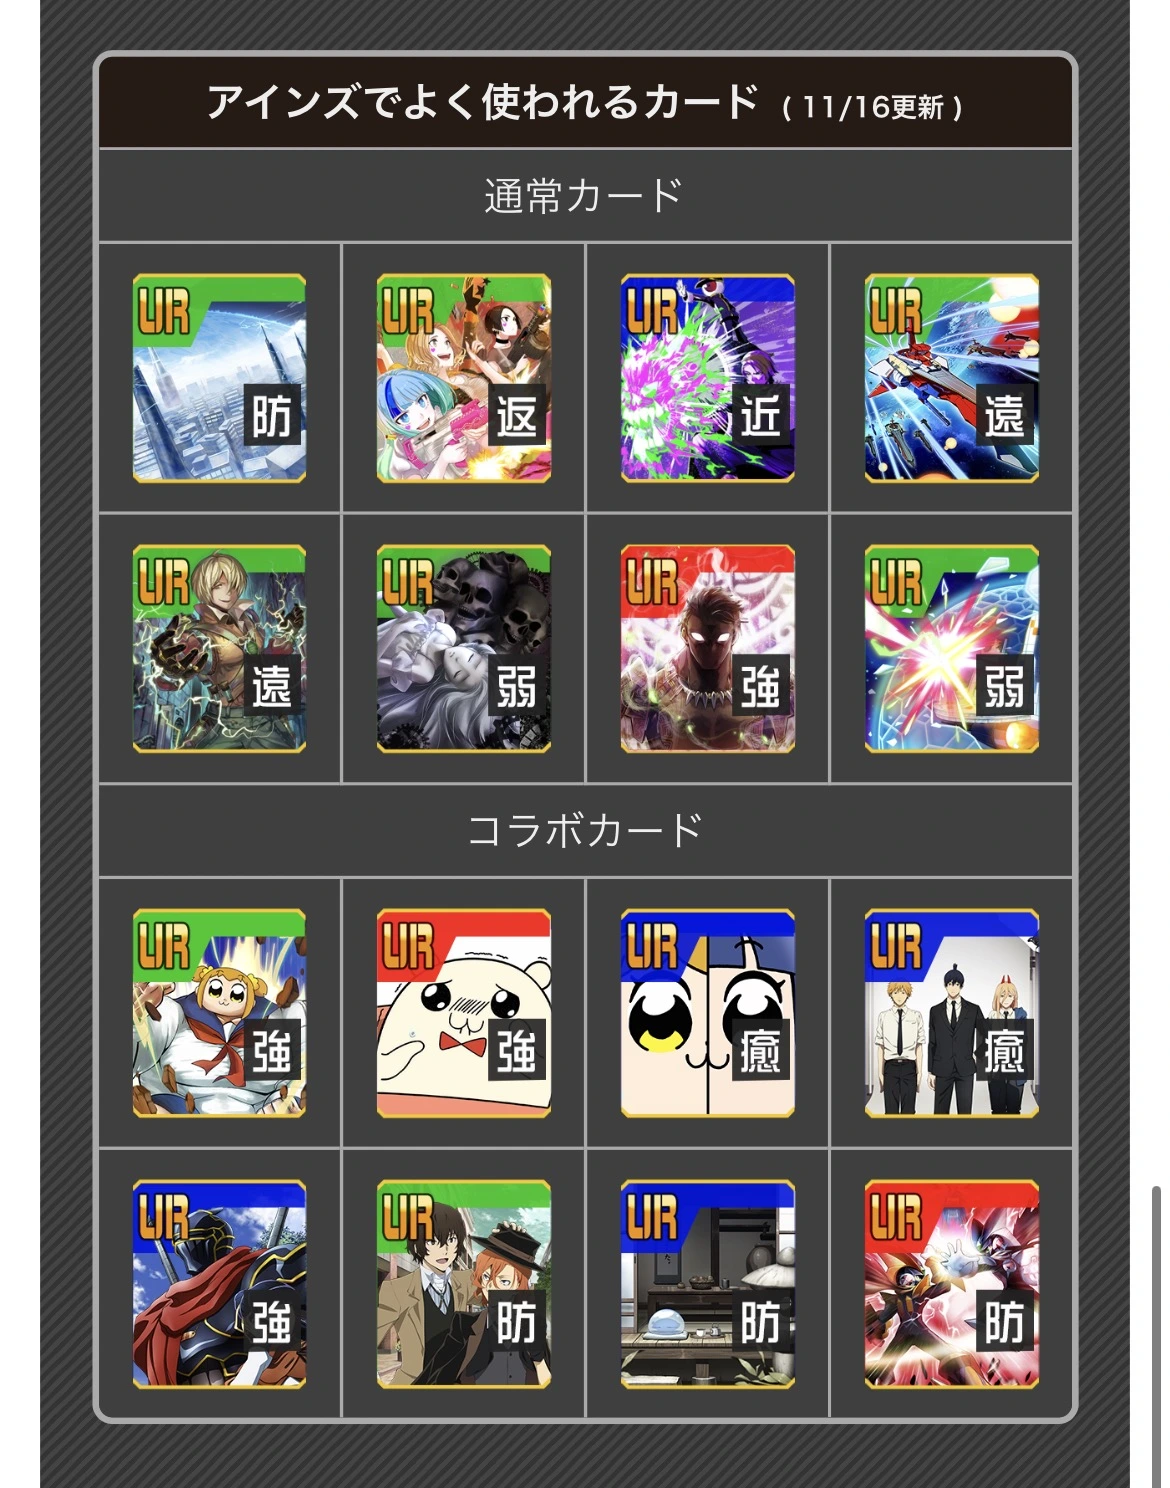 アインズでよく使われるカード ( 11/16更新 )
通常カード
UR UR UR UR
防 返 近 遠
UR UR UR UR
遠 弱 強 弱
コラボカード
UR UR UR UR
強 強 癒 癒
UR UR UR UR
強 防 防 防